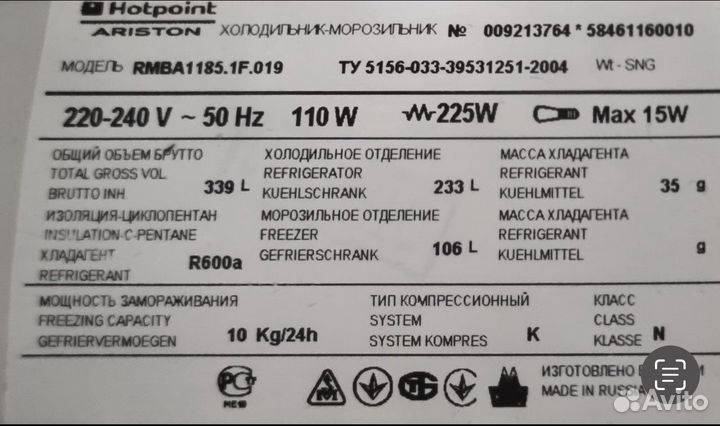 Hotpoint
ARISTON ХОЛОДИЛЬНИК-МОРОЗИЛЬНИК № 009213764 * 58461160010
МОДЕЛЬ RMBA1185.1F.019 ТУ 5156-033-39531251-2004 Wt - SNG
220-240 V ~ 50 Hz 110 W 225W Max 15W
ОБЩИЙ ОБЪЕМ БРУТТО
TOTAL GROSS VOL
BRUTTO INH. 339 L
ХОЛОДИЛЬНОЕ ОТДЕЛЕНИЕ
REFRIGERATOR
KUEHLSCHRANK 233 L
МАССА ХЛАДАГЕНТА
REFRIGERANT
KUEHLMITTEL 35 g
ИЗОЛЯЦИЯ-ЦИКЛОПЕНТАН
INSULATION-C-PENTANE
ХЛАДАГЕНТ
REFRIGERANT R600a
МОРОЗИЛЬНОЕ ОТДЕЛЕНИЕ
FREEZER
GEFRIERSCHRANK 106 L
МАССА ХЛАДАГЕНТА
REFRIGERANT
KUEHLMITTEL g
МОЩНОСТЬ ЗАМОРАЖИВАНИЯ
FREEZING CAPACITY
GEFRIERVERMOEGEN 10 Kg/24h
ТИП КОМПРЕССИОННЫЙ
SYSTEM
SYSTEM KOMPRES K
КЛАСС
CLASS
KLASSE N
ИЗГОТОВЛЕНО В
MADE IN RUSSIA
Avito